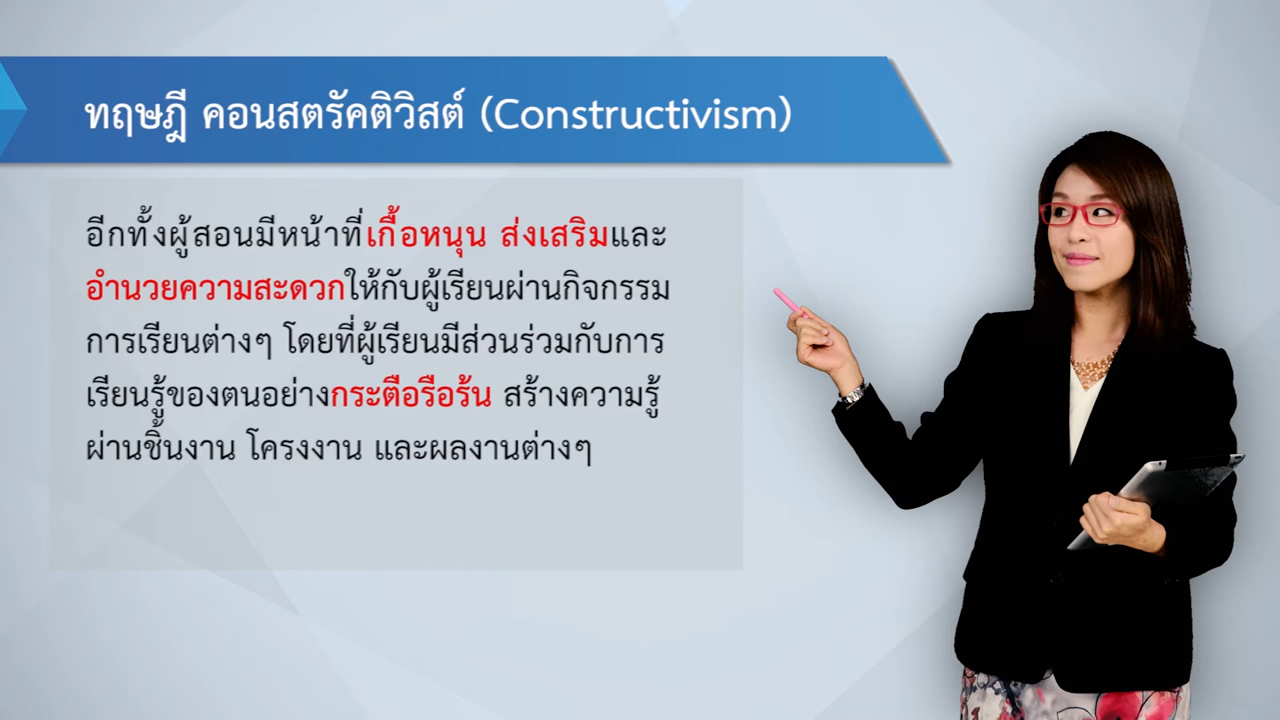 ทฤษฎี คอนสตรัคติวิสต์ (Constructivism)
อีกทั้งผู้สอนมีหน้าที่เกื้อหนุน ส่งเสริมและ
อำนวยความสะดวกให้กับผู้เรียนผ่านกิจกรรม
การเรียนต่างๆ โดยที่ผู้เรียนมีส่วนร่วมกับการ
เรียนรู้ของตนอย่างกระตือรือร้น สร้างความรู้
ผ่านชิ้นงาน โครงงาน และผลงานต่างๆ